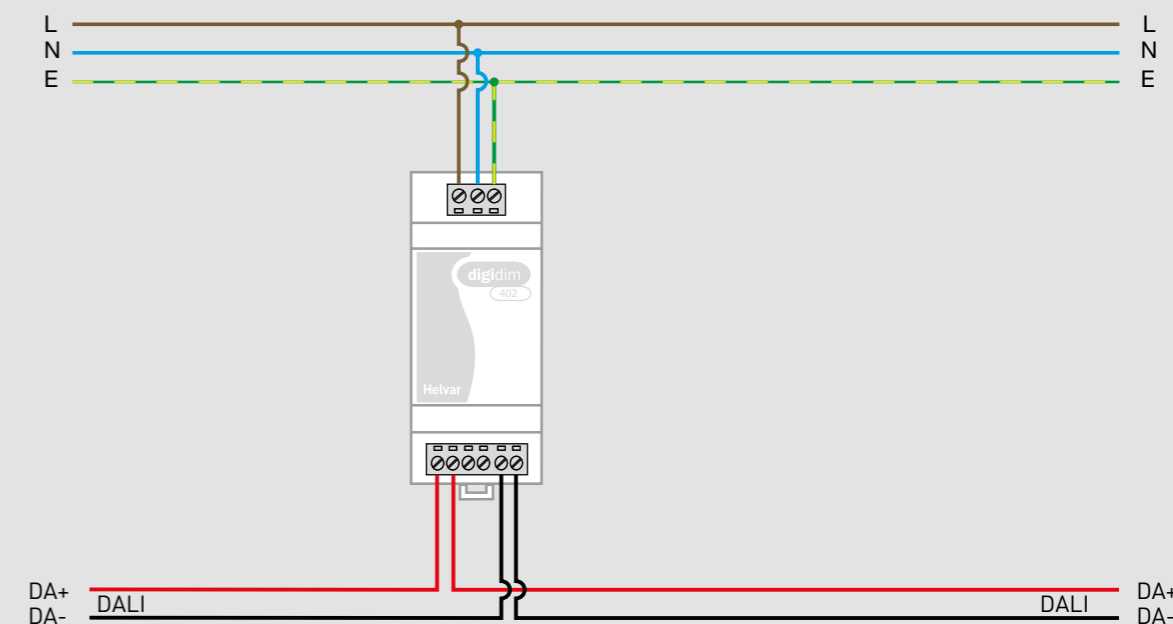 L L
N N
E E
digidim
402
Helvar
DA+ DA+
DALI DALI
DA- DA-